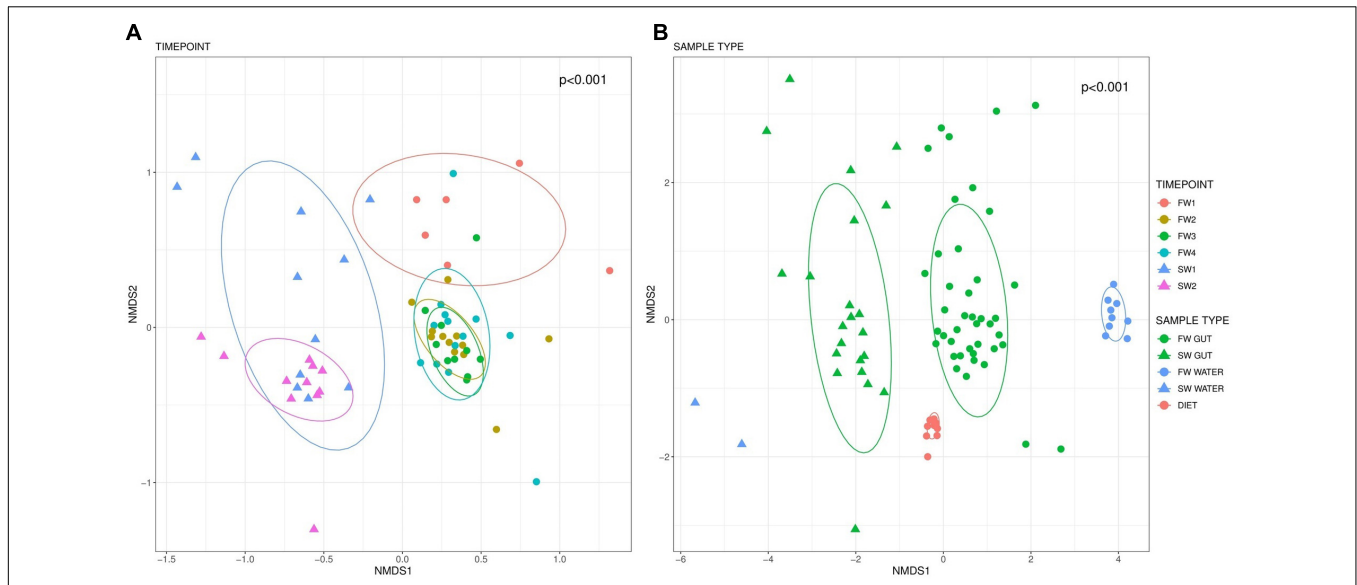 A
TIMEPOINT
p<0.001
1
0
−1
NMDS2
−1.5
−1.0
−0.5
0.0
0.5
1.0
NMDS1
B
SAMPLE TYPE
p<0.001
2
0
−2
NMDS2
−6
−4
−2
0
2
4
NMDS1
TIMEPOINT
FW1
FW2
FW3
FW4
SW1
SW2
SAMPLE TYPE
FW GUT
SW GUT
FW WATER
SW WATER
DIET